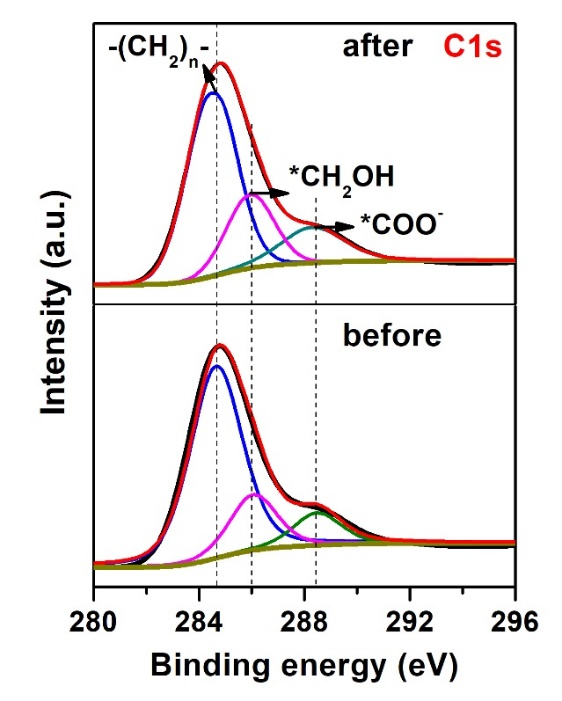 -(CH₂)ₙ-
after C1s
*CH₂OH
*COO⁻
before
Intensity (a.u.)
280 284 288 292 296
Binding energy (eV)